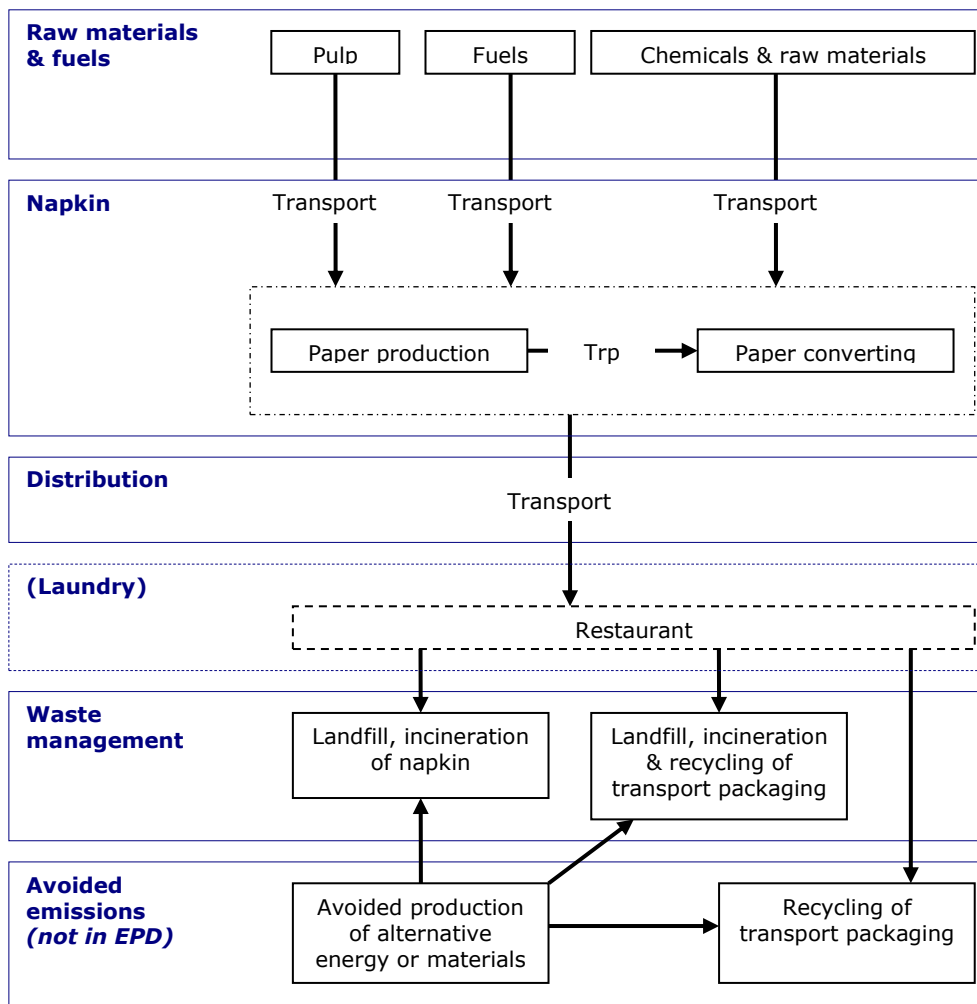 Raw materials
& fuels
Pulp
Fuels
Chemicals & raw materials
Napkin
Transport
Transport
Transport
Paper production
Trp
Paper converting
Distribution
Transport
(Laundry)
Restaurant
Waste
management
Landfill, incineration
of napkin
Landfill, incineration
& recycling of
transport packaging
Avoided
emissions
(not in EPD)
Avoided production
of alternative
energy or materials
Recycling of
transport packaging